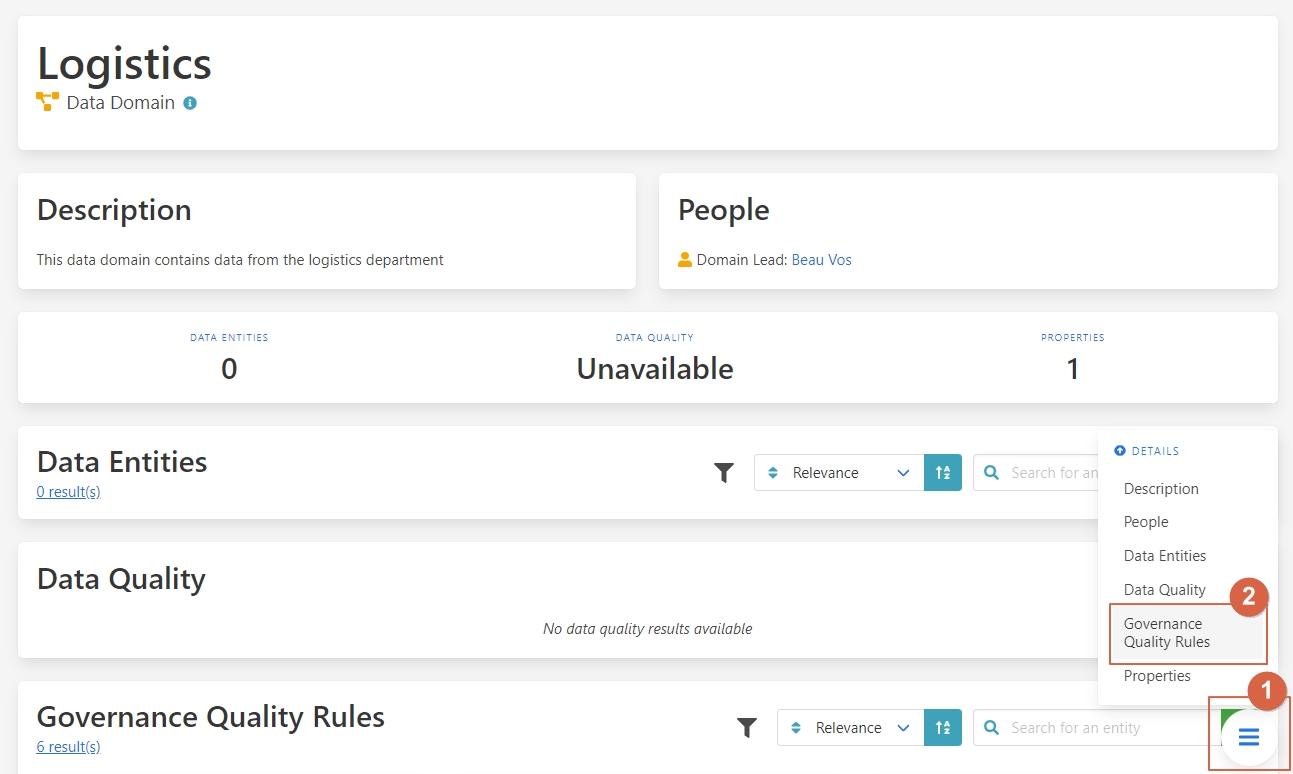 Logistics
Data Domain
Description
This data domain contains data from the logistics department
People
Domain Lead: Beau Vos
DATA ENTITIES
0
DATA QUALITY
Unavailable
PROPERTIES
1
Data Entities
0 result(s)
Relevance
Search for an
DETAILS
Description
People
Data Entities
Data Quality
2
Governance
Quality Rules
Properties
1
Data Quality
No data quality results available
Governance Quality Rules
6 result(s)
Relevance
Search for an entity